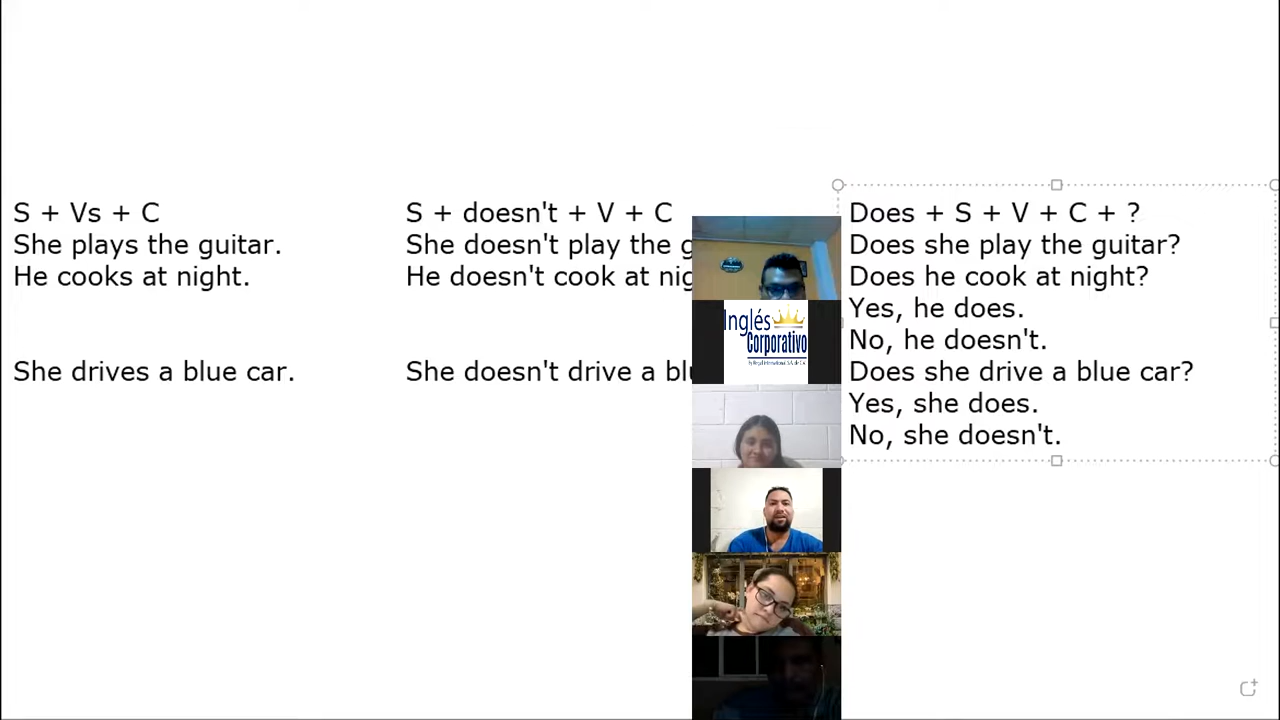 S + Vs + C
She plays the guitar.
He cooks at night.
She drives a blue car.
S + doesn't + V + C
She doesn't play the
He doesn't cook at
She doesn't drive a
Does + S + V + C + ?
Does she play the guitar?
Does he cook at night?
Yes, he does.
No, he doesn't.
Does she drive a blue car?
Yes, she does.
No, she doesn't.
Inglés
Corporativo